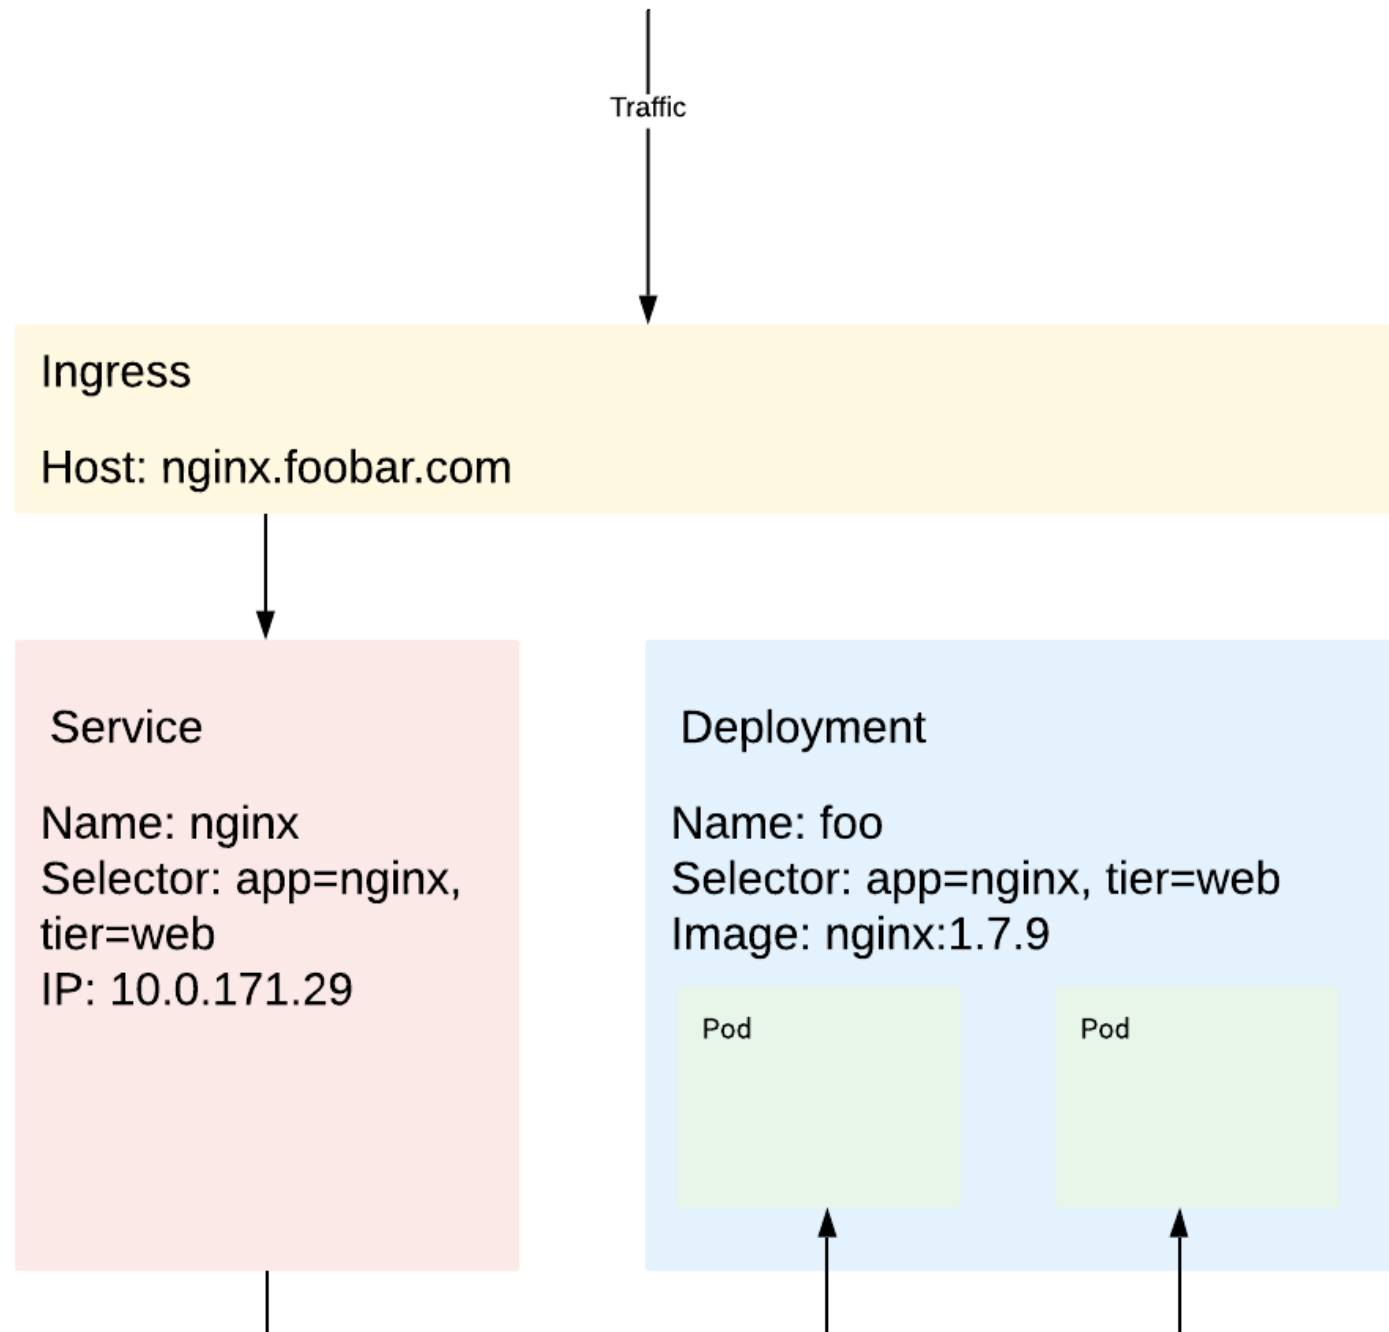 Traffic
Ingress
Host: nginx.foobar.com
Service
Name: nginx
Selector: app=nginx,
tier=web
IP: 10.0.171.29
Deployment
Name: foo
Selector: app=nginx, tier=web
Image: nginx:1.7.9
Pod
Pod